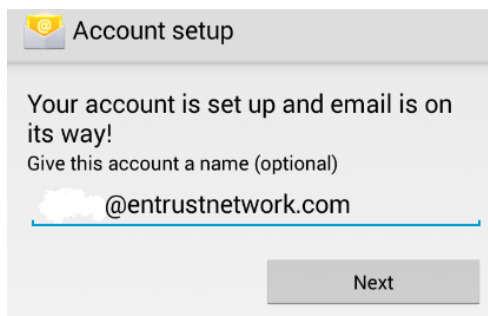 Account setup
Your account is set up and email is on
its way!
Give this account a name (optional)
@entrustnetwork.com
Next